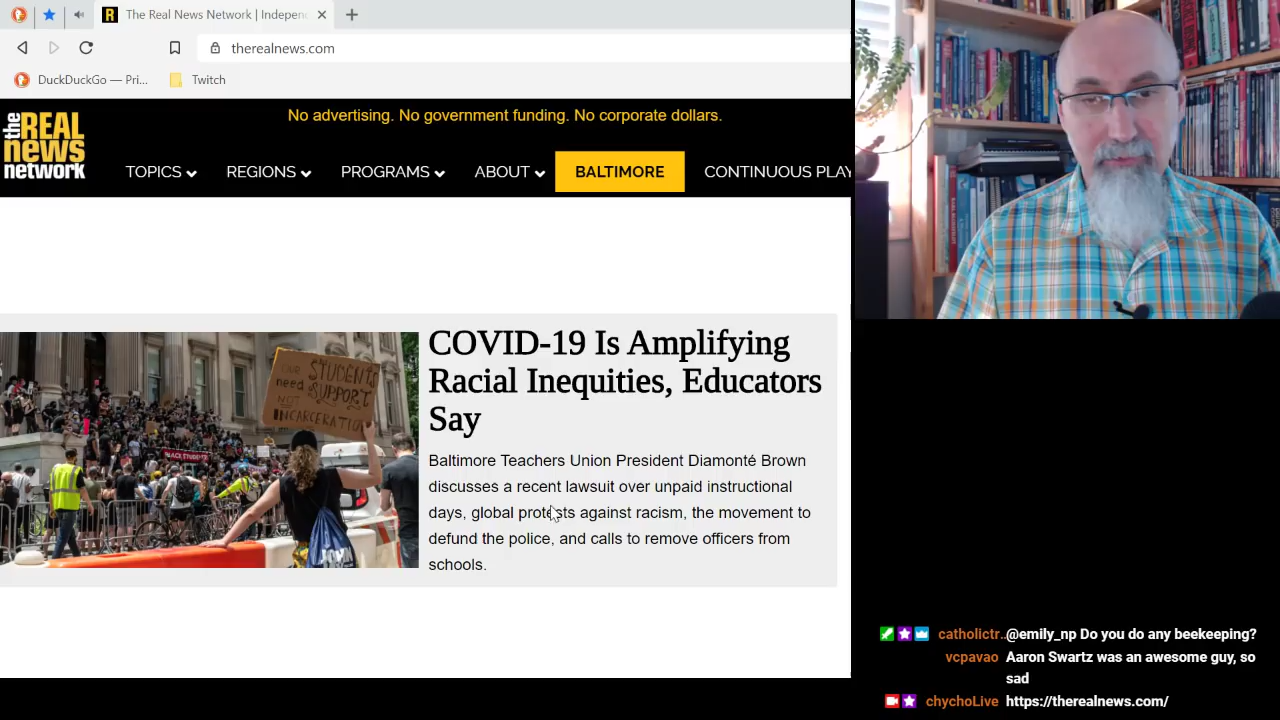 The Real News Network | Indepen
therealnews.com
DuckDuckGo — Pri...
Twitch
the
REAL
news
network
No advertising. No government funding. No corporate dollars.
TOPICS
REGIONS
PROGRAMS
ABOUT
BALTIMORE
CONTINUOUS PLAY
OUR STUDENTS
need SUPPORT
NOT
INCARCERATION
BLACK STUDENT
COVID-19 Is Amplifying
Racial Inequities, Educators
Say
Baltimore Teachers Union President Diamonté Brown
discusses a recent lawsuit over unpaid instructional
days, global protests against racism, the movement to
defund the police, and calls to remove officers from
schools.
catholictr.. @emily_np Do you do any beekeeping?
vcpavao Aaron Swartz was an awesome guy, so
sad
chychoLive https://therealnews.com/